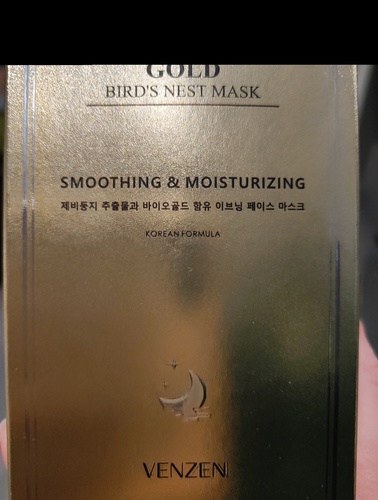 GOLD
BIRD'S NEST MASK
SMOOTHING & MOISTURIZING
제비둥지 추출물과 바이오골드 함유 이브닝 페이스 마스크
KOREAN FORMULA
VENZEN